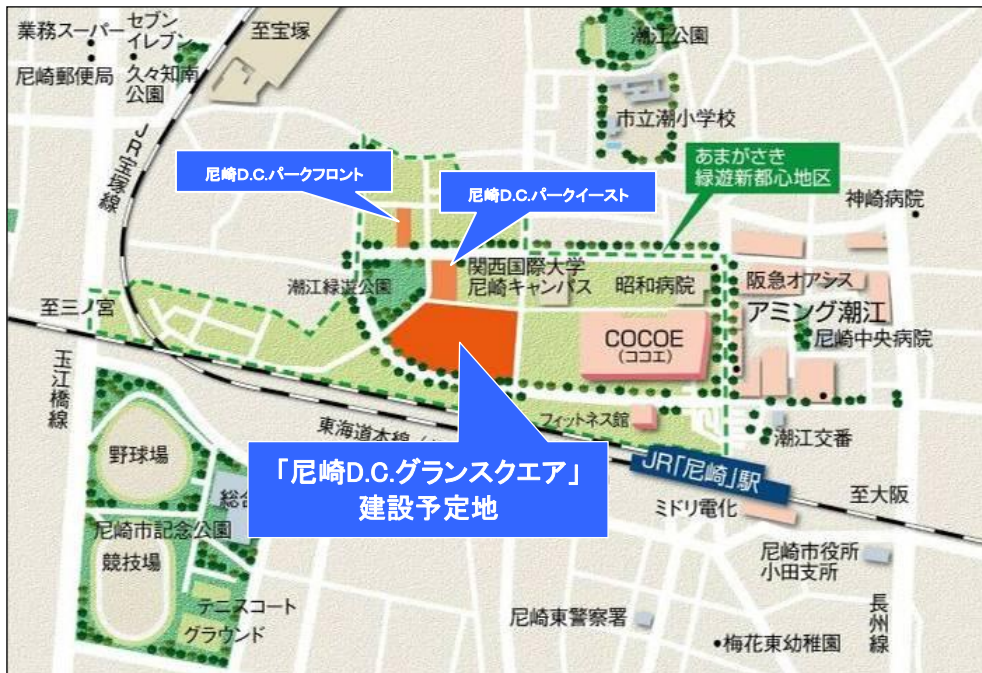 業務スーパー
セブン
イレブン
尼崎郵便局
久々知南
公園
至宝塚
JR宝塚線
潮江公園
市立潮小学校
あまがさき
緑遊新都心地区
神崎病院
尼崎D.C.パークフロント
尼崎D.C.パークイースト
関西国際大学
尼崎キャンパス
昭和病院
阪急オアシス
アミング潮江
尼崎中央病院
潮江緑遊公園
至三ノ宮
COCOE
(ココエ)
玉江橋線
東海道本線
フィットネス館
潮江交番
野球場
「尼崎D.C.グランスクエア」
建設予定地
JR「尼崎」駅
至大阪
ミドリ電化
総合
尼崎市記念公園
競技場
尼崎市役所
小田支所
テニスコート
グラウンド
尼崎東警察署
梅花東幼稚園
長州線